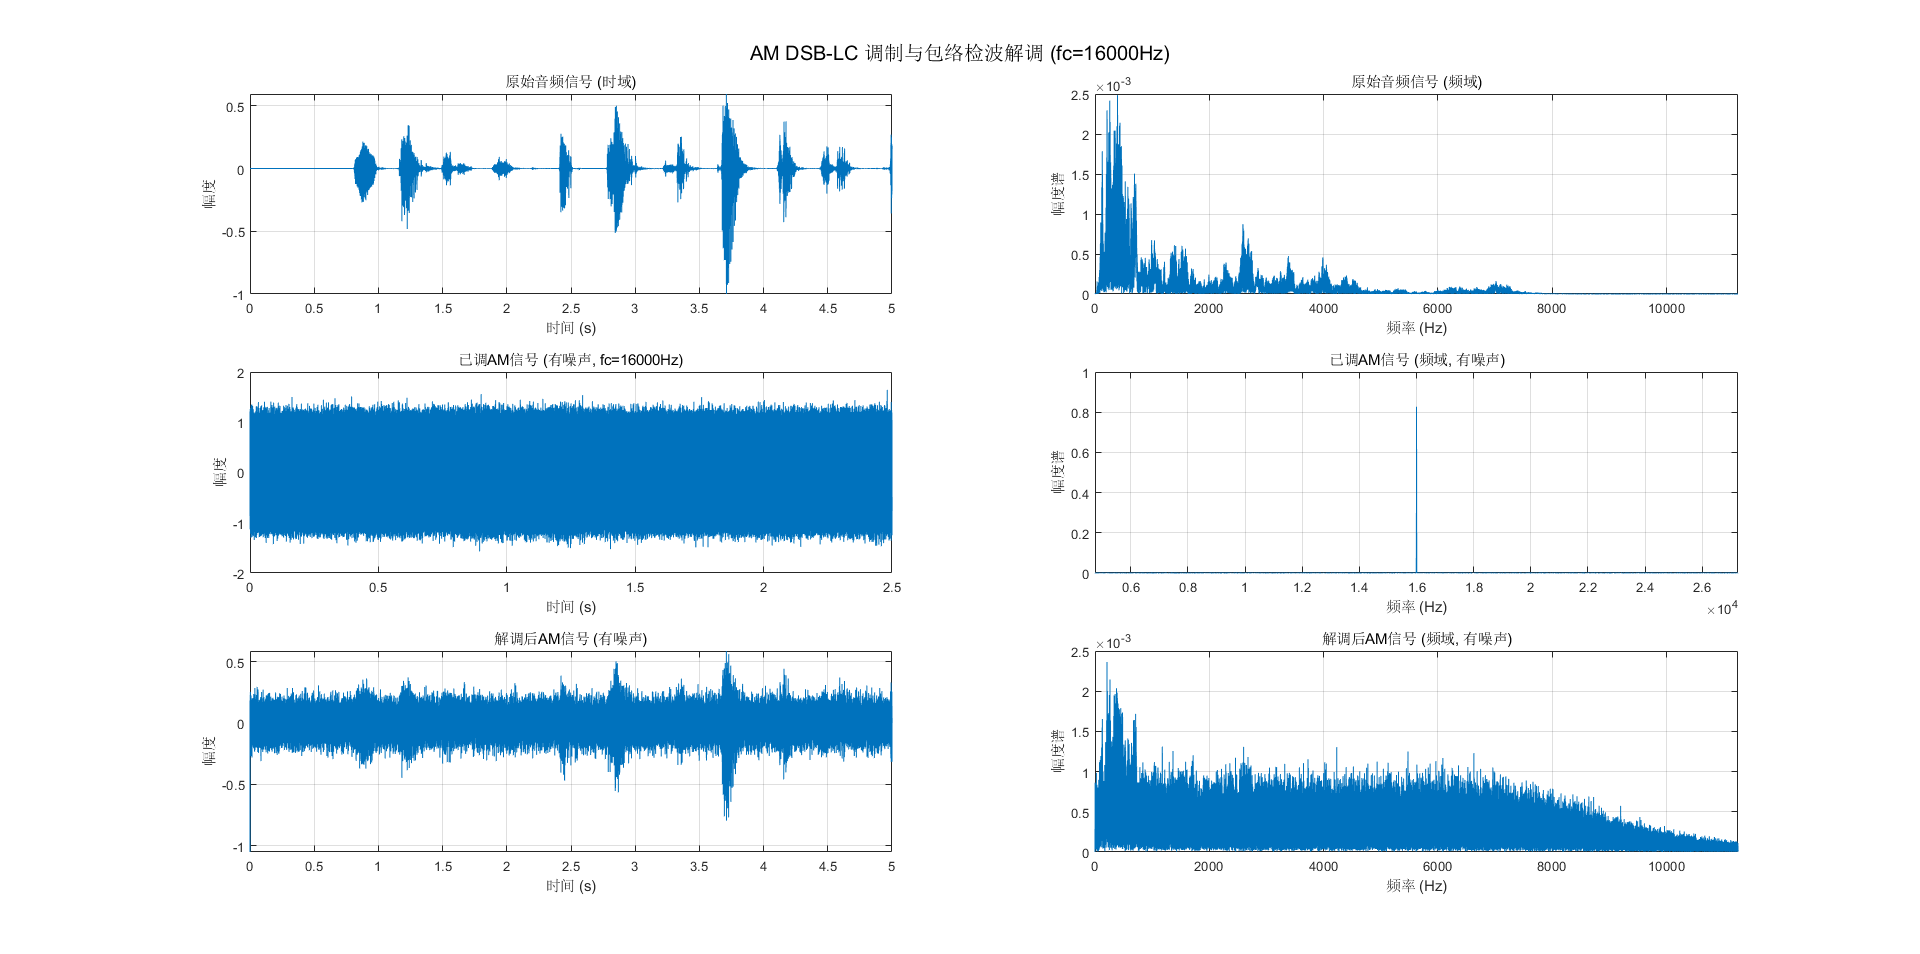 AM DSB-LC 调制与包络检波解调 (fc=16000Hz)
原始音频信号 (时域)
0.5
0
-0.5
-1
幅度
0 0.5 1 1.5 2 2.5 3 3.5 4 4.5 5
时间 (s)
原始音频信号 (频域)
×10-3
2.5
2
1.5
1
0.5
0
幅度谱
0 2000 4000 6000 8000 10000
频率 (Hz)
已调AM信号 (有噪声, fc=16000Hz)
2
1
0
-1
-2
幅度
0 0.5 1 1.5 2 2.5
时间 (s)
已调AM信号 (频域, 有噪声)
1
0.8
0.6
0.4
0.2
0
幅度谱
0.6 0.8 1 1.2 1.4 1.6 1.8 2 2.2 2.4 2.6
×104
频率 (Hz)
解调后AM信号 (有噪声)
0.5
0
-0.5
-1
幅度
0 0.5 1 1.5 2 2.5 3 3.5 4 4.5 5
时间 (s)
解调后AM信号 (频域, 有噪声)
×10-3
2.5
2
1.5
1
0.5
0
幅度谱
0 2000 4000 6000 8000 10000
频率 (Hz)